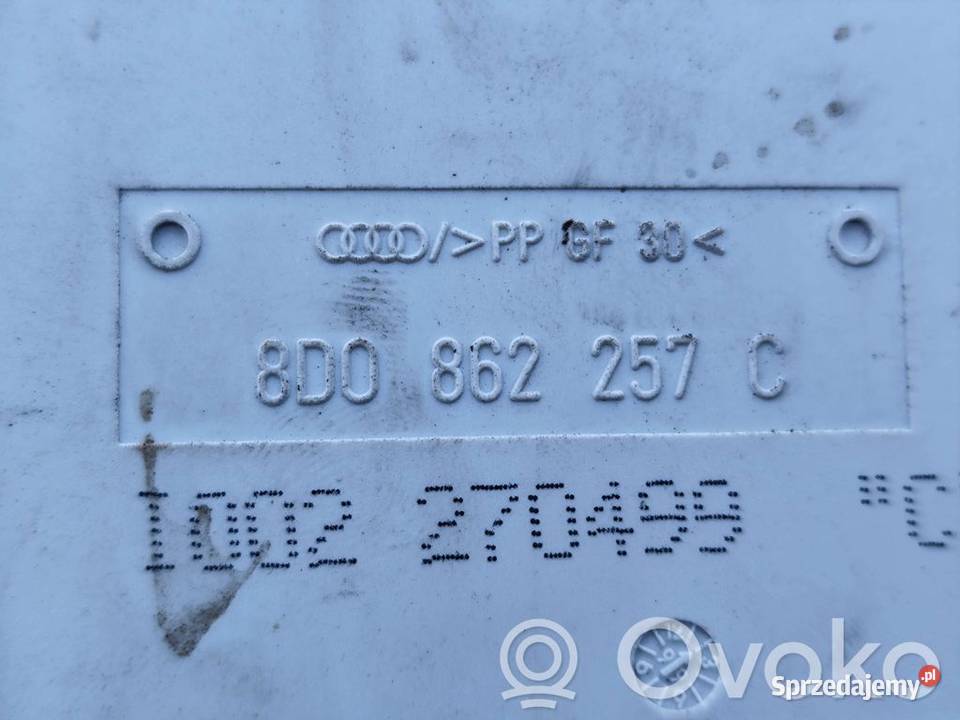 />PP GF 30<
8D0 862 257 C
1002 270499 "C
Ovoko
Sprzedajemy.pl